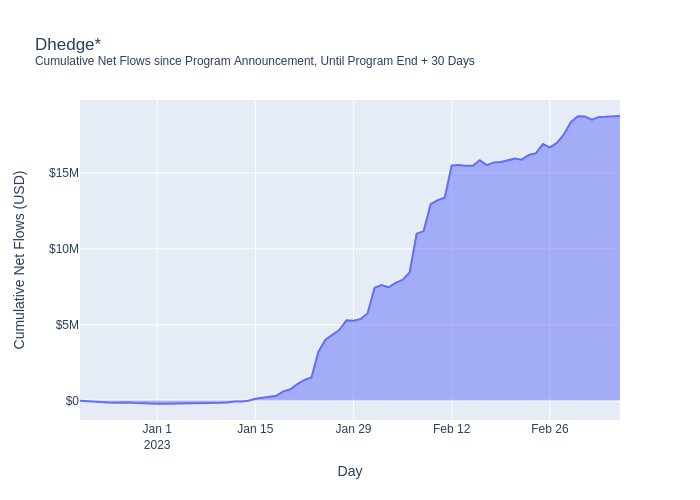 Dhedge*
Cumulative Net Flows since Program Announcement, Until Program End + 30 Days
Cumulative Net Flows (USD)
$15M
$10M
$5M
$0
Jan 1
2023
Jan 15
Jan 29
Feb 12
Feb 26
Day